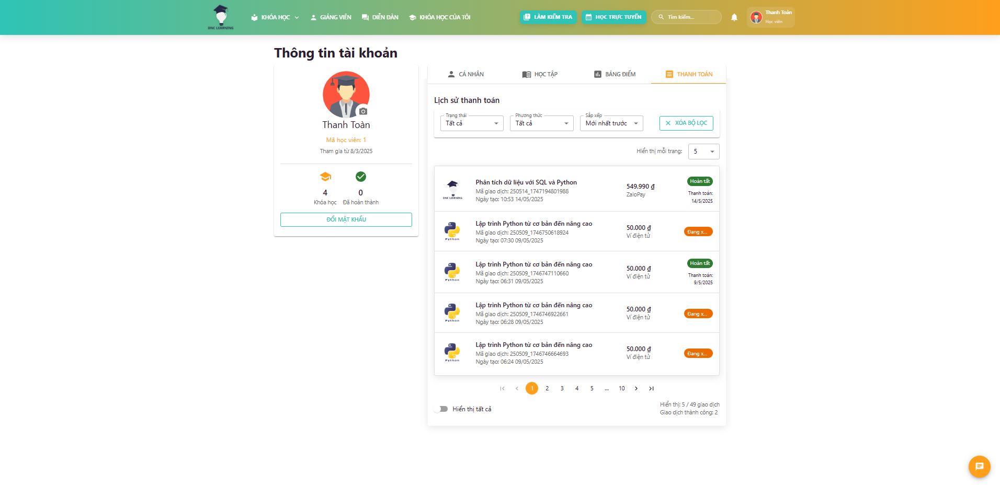 DNC LEARNING
KHÓA HỌC
GIẢNG VIÊN
DIỄN ĐÀN
KHÓA HỌC CỦA TÔI
LÀM KIỂM TRA
HỌC TRỰC TUYẾN
Tìm kiếm...
Thanh Toàn
Học viên
Thông tin tài khoản
Thanh Toàn
Mã học viên: 1
Tham gia từ 8/3/2025
4
0
Khóa học
Đã hoàn thành
ĐỔI MẬT KHẨU
CÁ NHÂN
HỌC TẬP
BẢNG ĐIỂM
THANH TOÁN
Lịch sử thanh toán
Trạng thái
Tất cả
Phương thức
Tất cả
Sắp xếp
Mới nhất trước
XÓA BỘ LỌC
Hiển thị mỗi trang:
5
DNC LEARNING
Phân tích dữ liệu với SQL và Python
Mã giao dịch: 250514_1747194801988
Ngày tạo: 10:53 14/05/2025
549.990 ₫
ZaloPay
Hoàn tất
Thanh toán:
14/5/2025
Python
Lập trình Python từ cơ bản đến nâng cao
Mã giao dịch: 250509_1746750618924
Ngày tạo: 07:30 09/05/2025
50.000 ₫
Ví điện tử
Đang x...
Python
Lập trình Python từ cơ bản đến nâng cao
Mã giao dịch: 250509_1746747110660
Ngày tạo: 06:31 09/05/2025
50.000 ₫
Ví điện tử
Hoàn tất
Thanh toán:
9/5/2025
Python
Lập trình Python từ cơ bản đến nâng cao
Mã giao dịch: 250509_1746746922661
Ngày tạo: 06:28 09/05/2025
50.000 ₫
Ví điện tử
Đang x...
Python
Lập trình Python từ cơ bản đến nâng cao
Mã giao dịch: 250509_1746746664693
Ngày tạo: 06:24 09/05/2025
50.000 ₫
Ví điện tử
Đang x...
1 2 3 4 5 ... 10
Hiển thị tất cả
Hiển thị: 5 / 49 giao dịch
Giao dịch thành công: 2